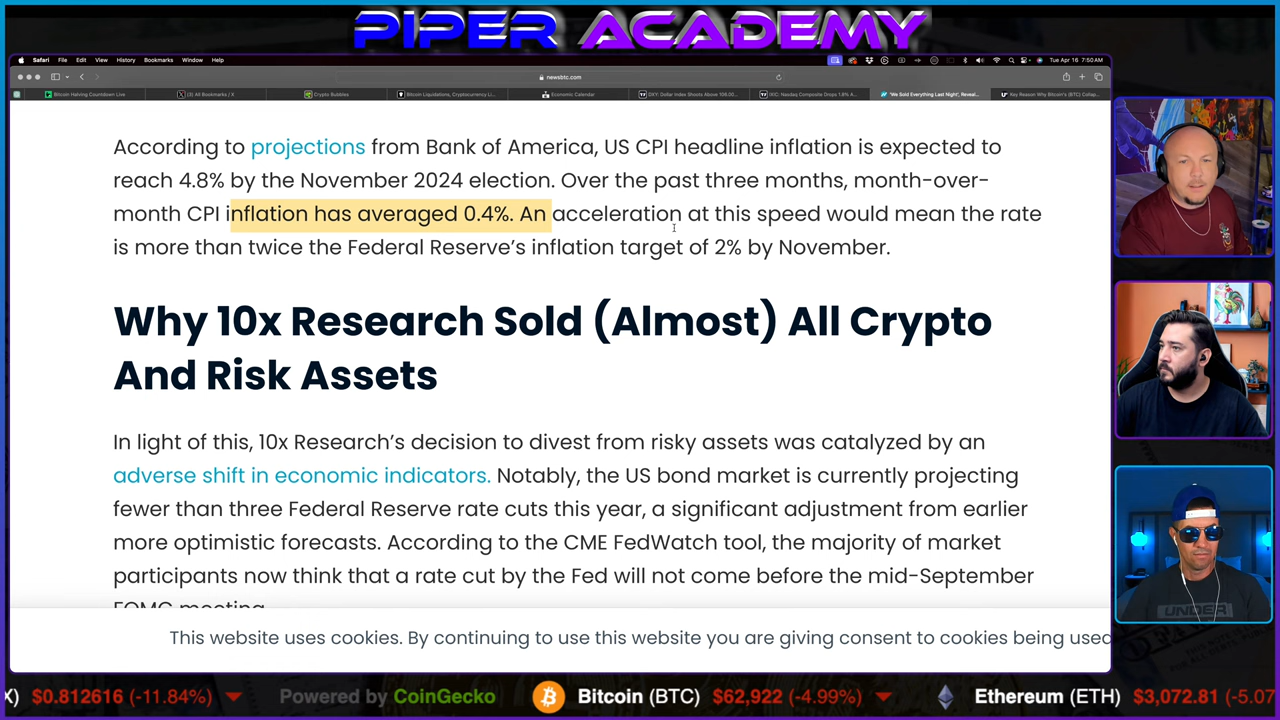 PIPER ACADEMY
Safari File Edit View History Bookmarks Window Help Tue Apr 16 7:50 AM
newsbtc.com
Bitcoin Halving Countdown Live (3) All Bookmarks / X Crypto Bubbles Bitcoin Liquidations, Cryptocurrency Li... Economic Calendar DXY: Dollar Index Shoots Above 106.00... IXIC: Nasdaq Composite Drops 1.8% A... 'We Sold Everything Last Night', Reveal... Key Reason Why Bitcoin's (BTC) Collap...
According to projections from Bank of America, US CPI headline inflation is expected to
reach 4.8% by the November 2024 election. Over the past three months, month-over-
month CPI inflation has averaged 0.4%. An acceleration at this speed would mean the rate
is more than twice the Federal Reserve's inflation target of 2% by November.
Why 10x Research Sold (Almost) All Crypto
And Risk Assets
In light of this, 10x Research's decision to divest from risky assets was catalyzed by an
adverse shift in economic indicators. Notably, the US bond market is currently projecting
fewer than three Federal Reserve rate cuts this year, a significant adjustment from earlier
more optimistic forecasts. According to the CME FedWatch tool, the majority of market
participants now think that a rate cut by the Fed will not come before the mid-September
FOMC meeting.
This website uses cookies. By continuing to use this website you are giving consent to cookies being used
UNDER
X) $0.812616 (-11.84%) Powered by CoinGecko Bitcoin (BTC) $62,922 (-4.99%) Ethereum (ETH) $3,072.81 (-5.07